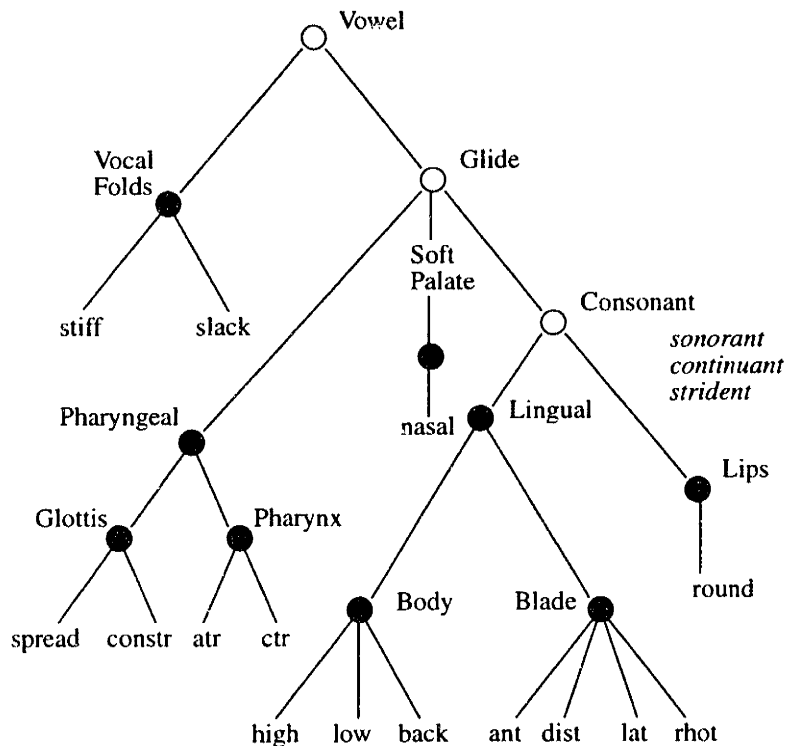 Vowel
Vocal
Folds
Glide
Soft
Palate
stiff
slack
Consonant
sonorant
continuant
strident
Pharyngeal
nasal
Lingual
Lips
Glottis
Pharynx
round
Body
Blade
spread
constr
atr
ctr
high
low
back
ant
dist
lat
rhot